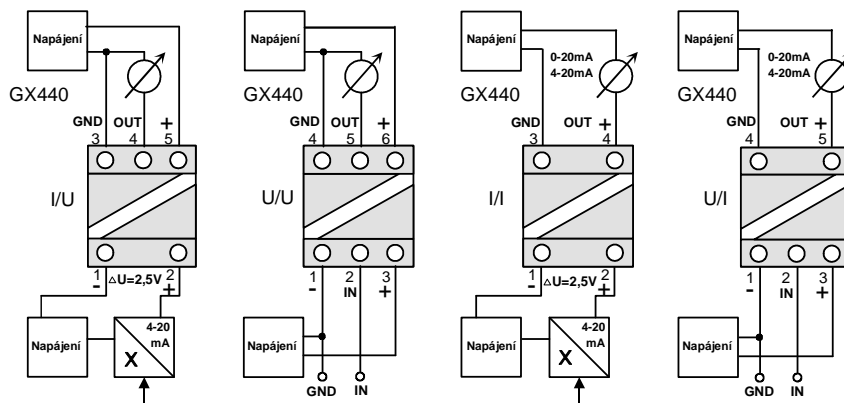 Napájení
GX440
GND OUT +
3 4 5
I/U
1 △U=2,5V 2
- +
Napájení
4-20
mA
X
Napájení
GX440
GND OUT +
4 5 6
U/U
1 2 3
- IN +
Napájení
GND IN
Napájení
0-20mA
4-20mA
GX440
GND OUT +
3 4
I/I
1 △U=2,5V 2
- +
Napájení
4-20
mA
X
Napájení
0-20mA
4-20mA
GX440
GND OUT +
4 5
U/I
1 2 3
- IN +
Napájení
GND IN